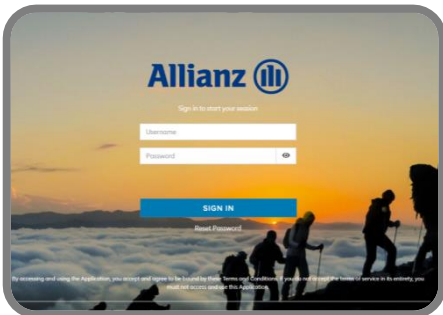 Allianz
Sign in to start your session
Username
Password
SIGN IN
Reset Password
By accessing and using the Application, you accept and agree to be bound by these Terms and Conditions. If you do not accept the terms or service in its entirety, you
must not access and use this Application.